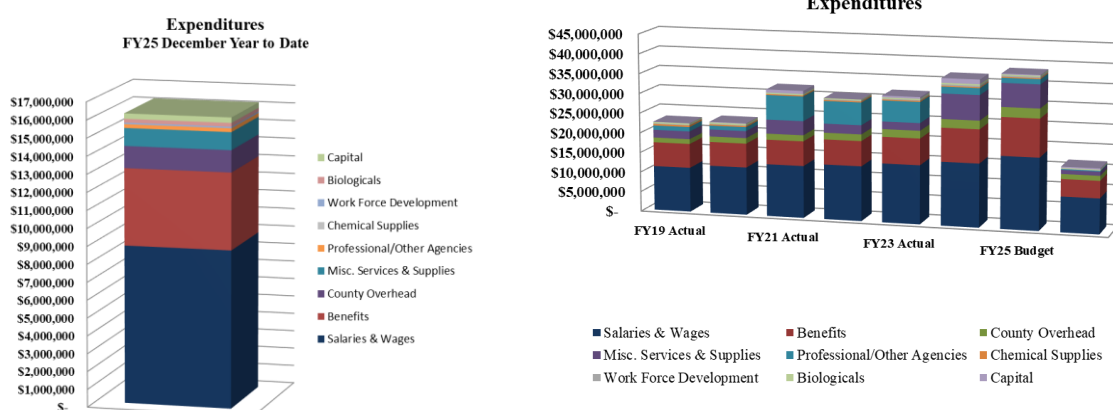 Expenditures
FY25 December Year to Date
$17,000,000
$16,000,000
$15,000,000
$14,000,000
$13,000,000
$12,000,000
$11,000,000
$10,000,000
$9,000,000
$8,000,000
$7,000,000
$6,000,000
$5,000,000
$4,000,000
$3,000,000
$2,000,000
$1,000,000
$-
Capital
Biologicals
Work Force Development
Chemical Supplies
Professional/Other Agencies
Misc. Services & Supplies
County Overhead
Benefits
Salaries & Wages
Expenditures
$45,000,000
$40,000,000
$35,000,000
$30,000,000
$25,000,000
$20,000,000
$15,000,000
$10,000,000
$5,000,000
$-
FY19 Actual
FY21 Actual
FY23 Actual
FY25 Budget
Salaries & Wages Benefits County Overhead
Misc. Services & Supplies Professional/Other Agencies Chemical Supplies
Work Force Development Biologicals Capital